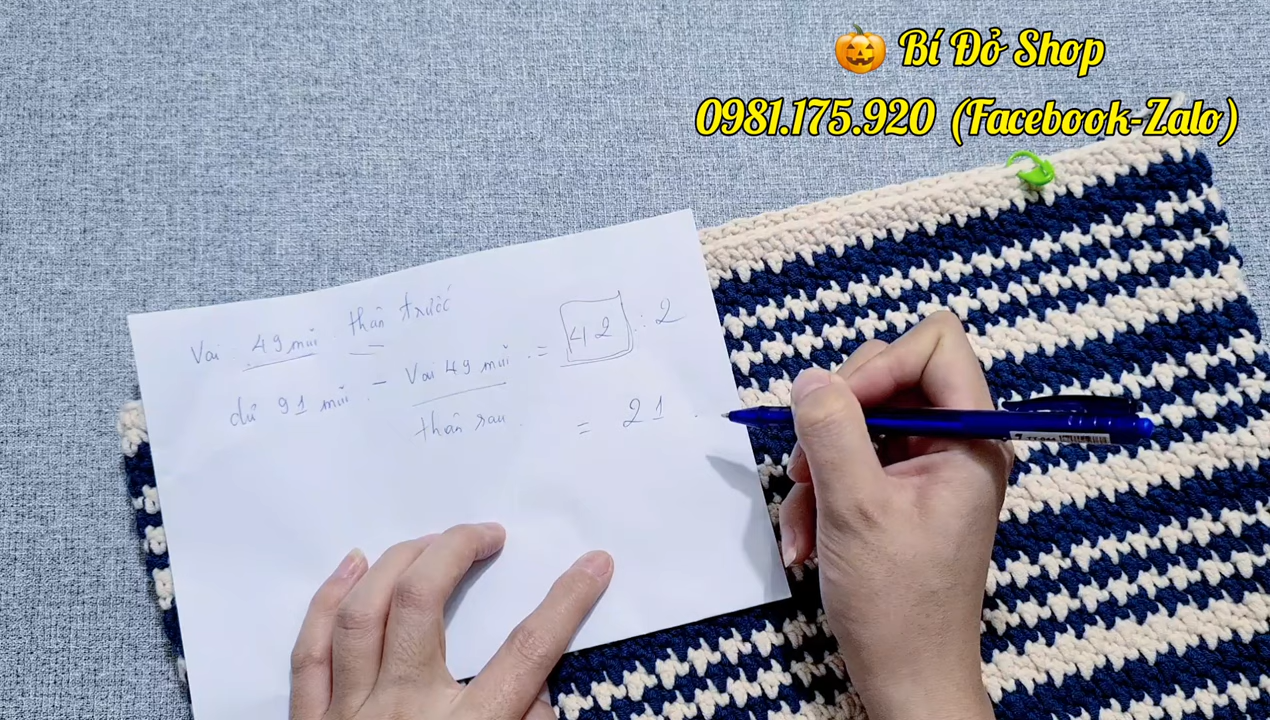 Bí Đỏ Shop
0981.175.920 (Facebook-Zalo)
Vai 49 mũi thân trước
dư 91 mũi - Vai 49 mũi = 42 : 2
thân sau = 21